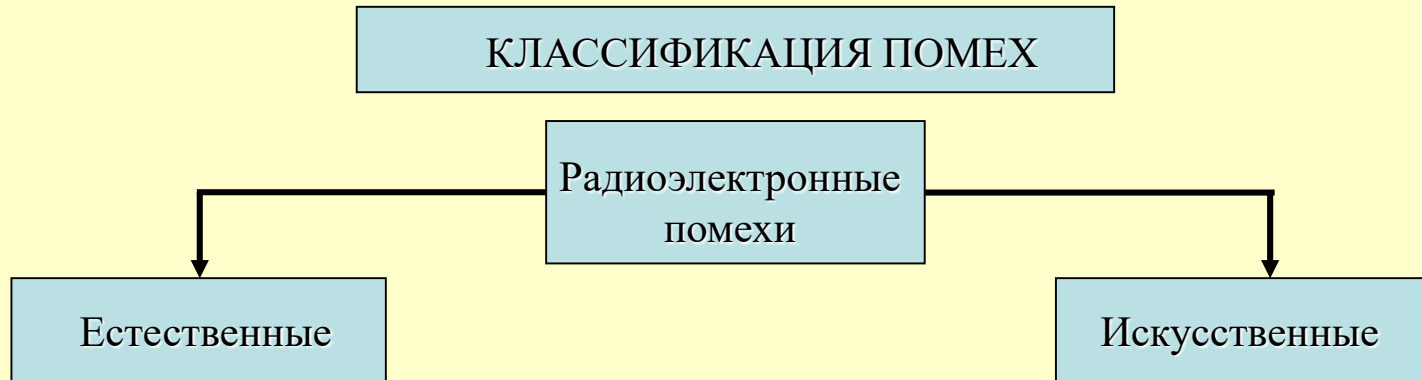 КЛАССИФИКАЦИЯ ПОМЕХ
Радиоэлектронные
помехи
Естественные
Искусственные